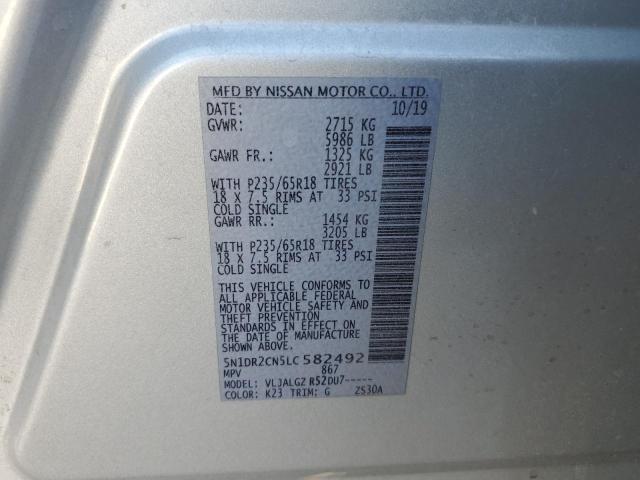 MFD BY NISSAN MOTOR CO., LTD.
DATE: 10/19
GVWR: 2715 KG
5986 LB
GAWR FR.: 1325 KG
2921 LB
WITH P235/65R18 TIRES
18 X 7.5 RIMS AT 33 PSI
COLD SINGLE
GAWR RR.: 1454 KG
3205 LB
WITH P235/65R18 TIRES
18 X 7.5 RIMS AT 33 PSI
COLD SINGLE
THIS VEHICLE CONFORMS TO
ALL APPLICABLE FEDERAL
MOTOR VEHICLE SAFETY AND
THEFT PREVENTION
STANDARDS IN EFFECT ON
THE DATE OF MANUFACTURE
SHOWN ABOVE.
5N1DR2CN5LC582492
MPV 867
MODEL: VLJALGZ R52DU7-----
COLOR: K23 TRIM: G ZS30A